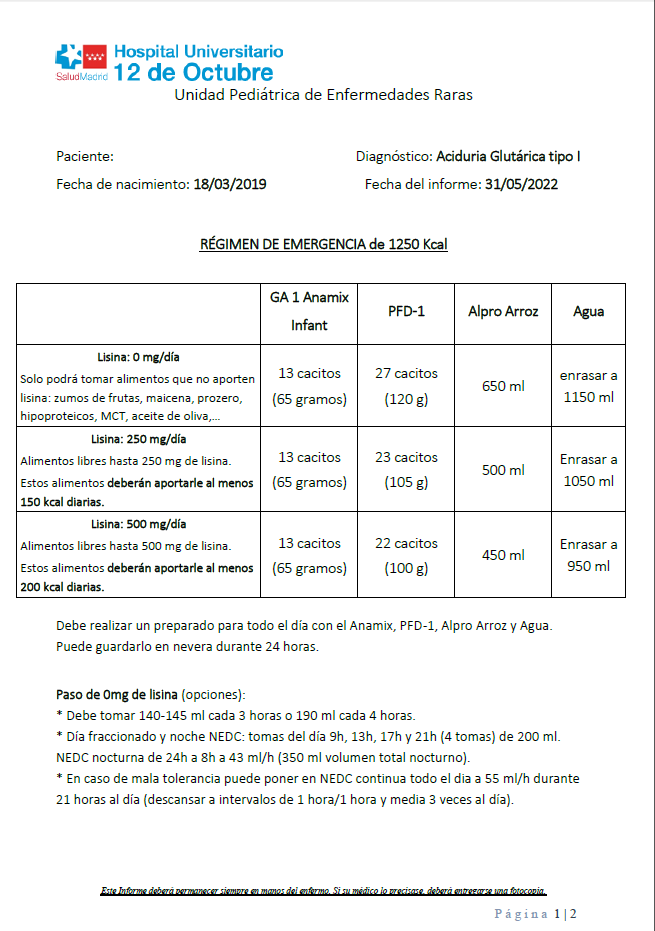 Hospital Universitario
SaludMadrid 12 de Octubre
Unidad Pediátrica de Enfermedades Raras
Paciente: Diagnóstico: Aciduria Glutárica tipo I
Fecha de nacimiento: 18/03/2019 Fecha del informe: 31/05/2022
RÉGIMEN DE EMERGENCIA de 1250 Kcal
GA 1 Anamix Infant PFD-1 Alpro Arroz Agua
Lisina: 0 mg/día
Solo podrá tomar alimentos que no aporten
lisina: zumos de frutas, maicena, prozero,
hipoproteicos, MCT, aceite de oliva,...
13 cacitos
(65 gramos)
27 cacitos
(120 g)
650 ml
enrasar a
1150 ml
Lisina: 250 mg/día
Alimentos libres hasta 250 mg de lisina.
Estos alimentos deberán aportarle al menos
150 kcal diarias.
13 cacitos
(65 gramos)
23 cacitos
(105 g)
500 ml
Enrasar a
1050 ml
Lisina: 500 mg/día
Alimentos libres hasta 500 mg de lisina.
Estos alimentos deberán aportarle al menos
200 kcal diarias.
13 cacitos
(65 gramos)
22 cacitos
(100 g)
450 ml
Enrasar a
950 ml
Debe realizar un preparado para todo el día con el Anamix, PFD-1, Alpro Arroz y Agua.
Puede guardarlo en nevera durante 24 horas.
Paso de 0mg de lisina (opciones):
* Debe tomar 140-145 ml cada 3 horas o 190 ml cada 4 horas.
* Día fraccionado y noche NEDC: tomas del día 9h, 13h, 17h y 21h (4 tomas) de 200 ml.
NEDC nocturna de 24h a 8h a 43 ml/h (350 ml volumen total nocturno).
* En caso de mala tolerancia puede poner en NEDC continua todo el dia a 55 ml/h durante
21 horas al día (descansar a intervalos de 1 hora/1 hora y media 3 veces al día).
Este Informe deberá permanecer siempre en manos del enfermo. Si su médico lo precisase, deberá entregarse una fotocopia.
Página 1 | 2